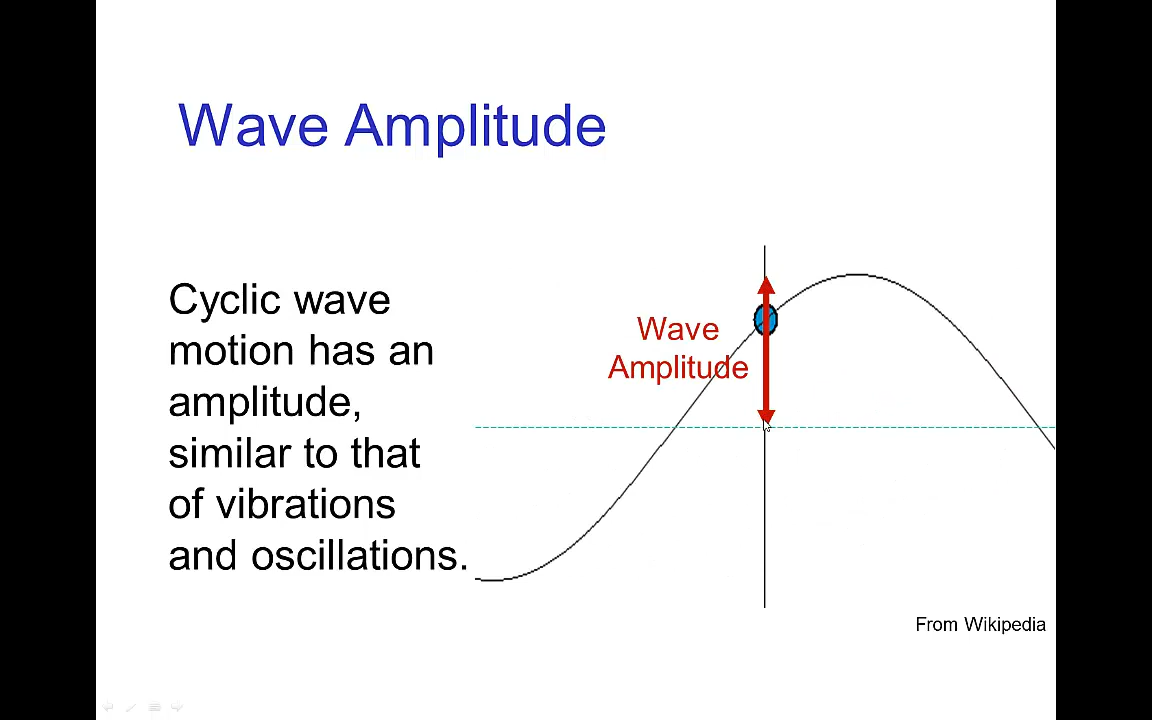 Wave Amplitude
Cyclic wave
motion has an
amplitude,
similar to that
of vibrations
and oscillations.
Wave
Amplitude
From Wikipedia